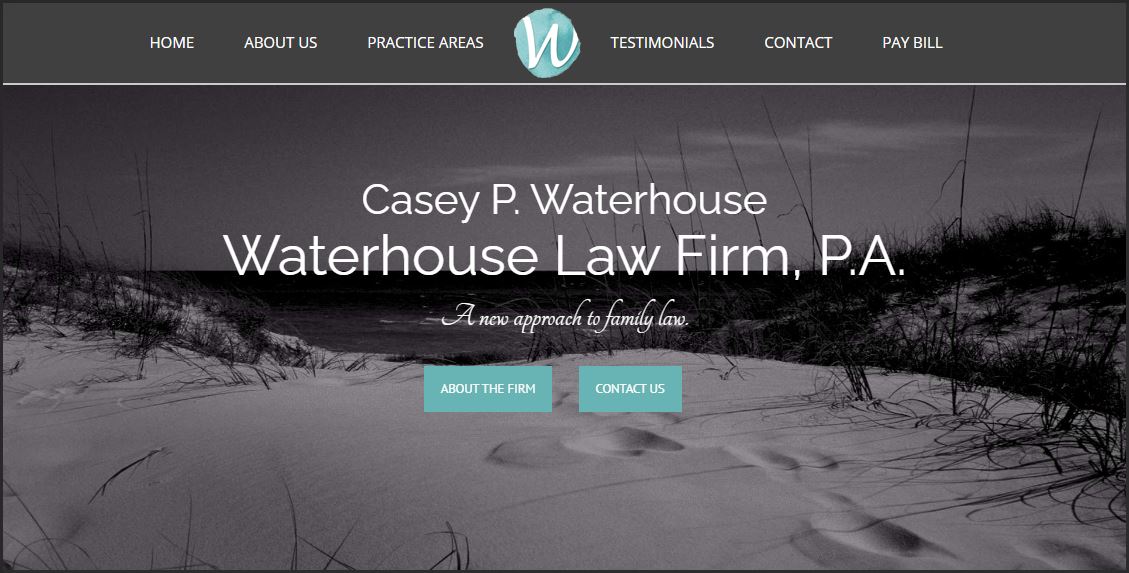 HOME ABOUT US PRACTICE AREAS W TESTIMONIALS CONTACT PAY BILL
Casey P. Waterhouse
Waterhouse Law Firm, P.A.
A new approach to family law.
ABOUT THE FIRM CONTACT US